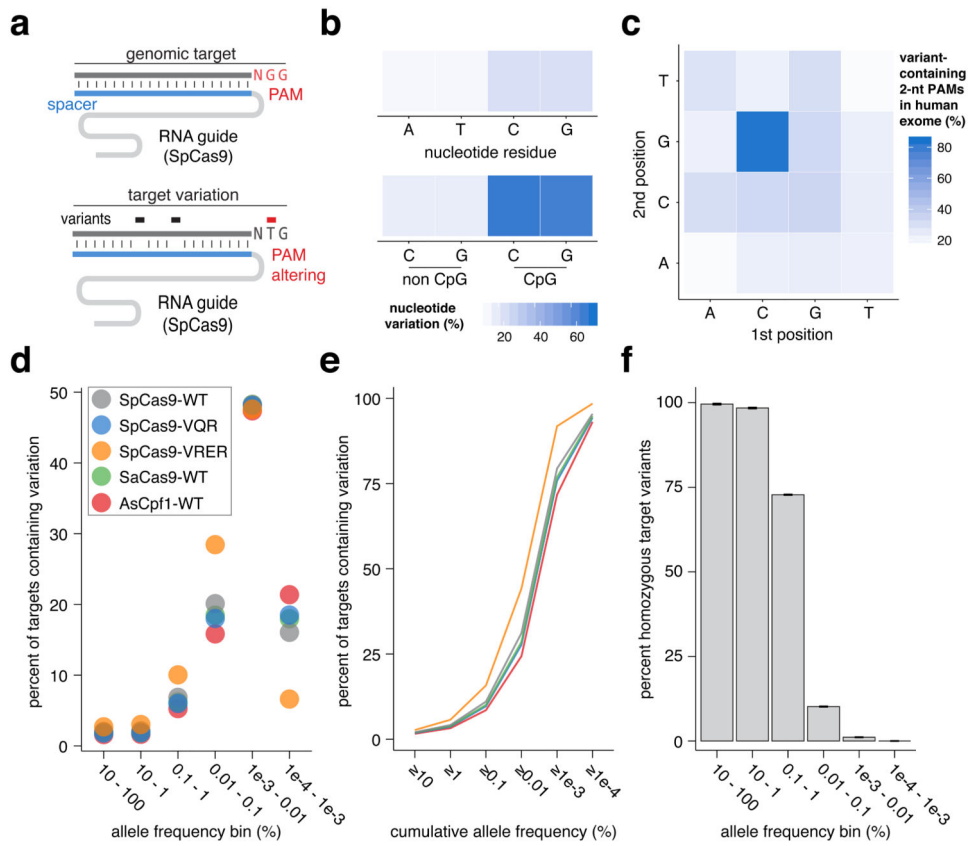 a
genomic target
NGG
spacer
PAM
RNA guide
(SpCas9)
target variation
variants
NTG
PAM
altering
RNA guide
(SpCas9)
b
A T C G
nucleotide residue
C G C G
non CpG CpG
nucleotide
variation (%)
20 40 60
c
T
G
C
A
2nd position
A C G T
1st position
variant-
containing
2-nt PAMs
in human
exome (%)
80
60
40
20
d
percent of targets containing variation
50
40
30
20
10
0
SpCas9-WT
SpCas9-VQR
SpCas9-VRER
SaCas9-WT
AsCpf1-WT
10 - 100
10 - 1
0.1 - 1
0.01 - 0.1
1e-3 - 0.01
1e-4 - 1e-3
allele frequency bin (%)
e
percent of targets containing variation
100
75
50
25
0
≥10
≥1
≥0.1
≥0.01
≥1e-3
≥1e-4
cumulative allele frequency (%)
f
percent homozygous target variants
100
75
50
25
0
10 - 100
10 - 1
0.1 - 1
0.01 - 0.1
1e-3 - 0.01
1e-4 - 1e-3
allele frequency bin (%)